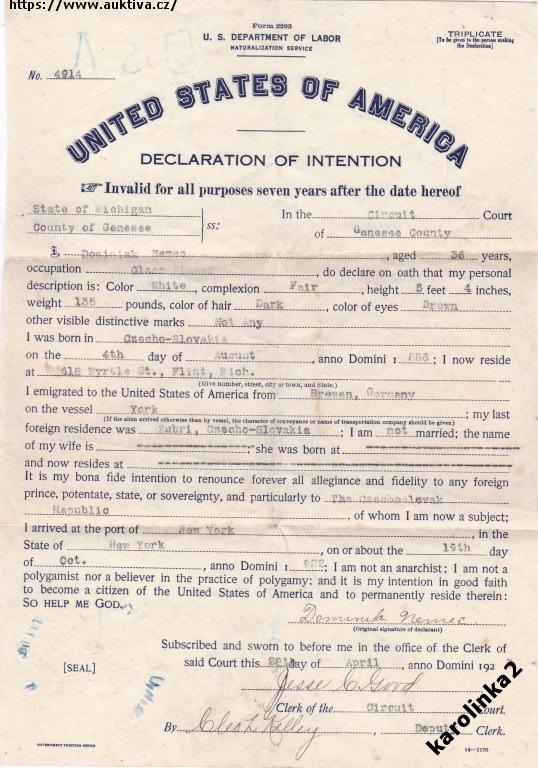 https://www.auktiva.cz/
Form 2203
U. S. DEPARTMENT OF LABOR
NATURALIZATION SERVICE
TRIPLICATE
[To be given to the person making the Declaration]
No. 4914
UNITED STATES OF AMERICA
DECLARATION OF INTENTION
☞ Invalid for all purposes seven years after the date hereof
State of Michigan
County of Genesee
ss:
In the Circuit Court
of Genesee County
I, Dominiak Nemec, aged 36 years,
occupation Glass, do declare on oath that my personal
description is: Color White, complexion Fair, height 5 feet 4 inches,
weight 135 pounds, color of hair Dark, color of eyes Brown
other visible distinctive marks Not Any
I was born in Czecho-Slovakia
on the 4th day of August, anno Domini 1886; I now reside
at 618 Myrtle St., Flint, Mich.
(Give number, street, city or town, and State.)
I emigrated to the United States of America from Bremen, Germany
on the vessel York; my last
(If the alien arrived otherwise than by vessel, the character of conveyance or name of transportation company should be given)
foreign residence was Zubri, Czecho-Slovakia; I am not married; the name
of my wife is; she was born at
and now resides at
It is my bona fide intention to renounce forever all allegiance and fidelity to any foreign
prince, potentate, state, or sovereignty, and particularly to The Czechoslovak
Republic, of whom I am now a subject;
I arrived at the port of New York, in the
State of New York, on or about the 19th day
of Oct., anno Domini 1922; I am not an anarchist; I am not a
polygamist nor a believer in the practice of polygamy; and it is my intention in good faith
to become a citizen of the United States of America and to permanently reside therein:
SO HELP ME GOD.
Dominik Nemec
(Original signature of declarant)
Subscribed and sworn to before me in the office of the Clerk of
[SEAL]
said Court this day of April, anno Domini 192
Jesse C Good
Clerk of the Circuit Court.
By Cleo L Kelley Deputy Clerk.
GOVERNMENT PRINTING OFFICE
14—1170
karolinka2